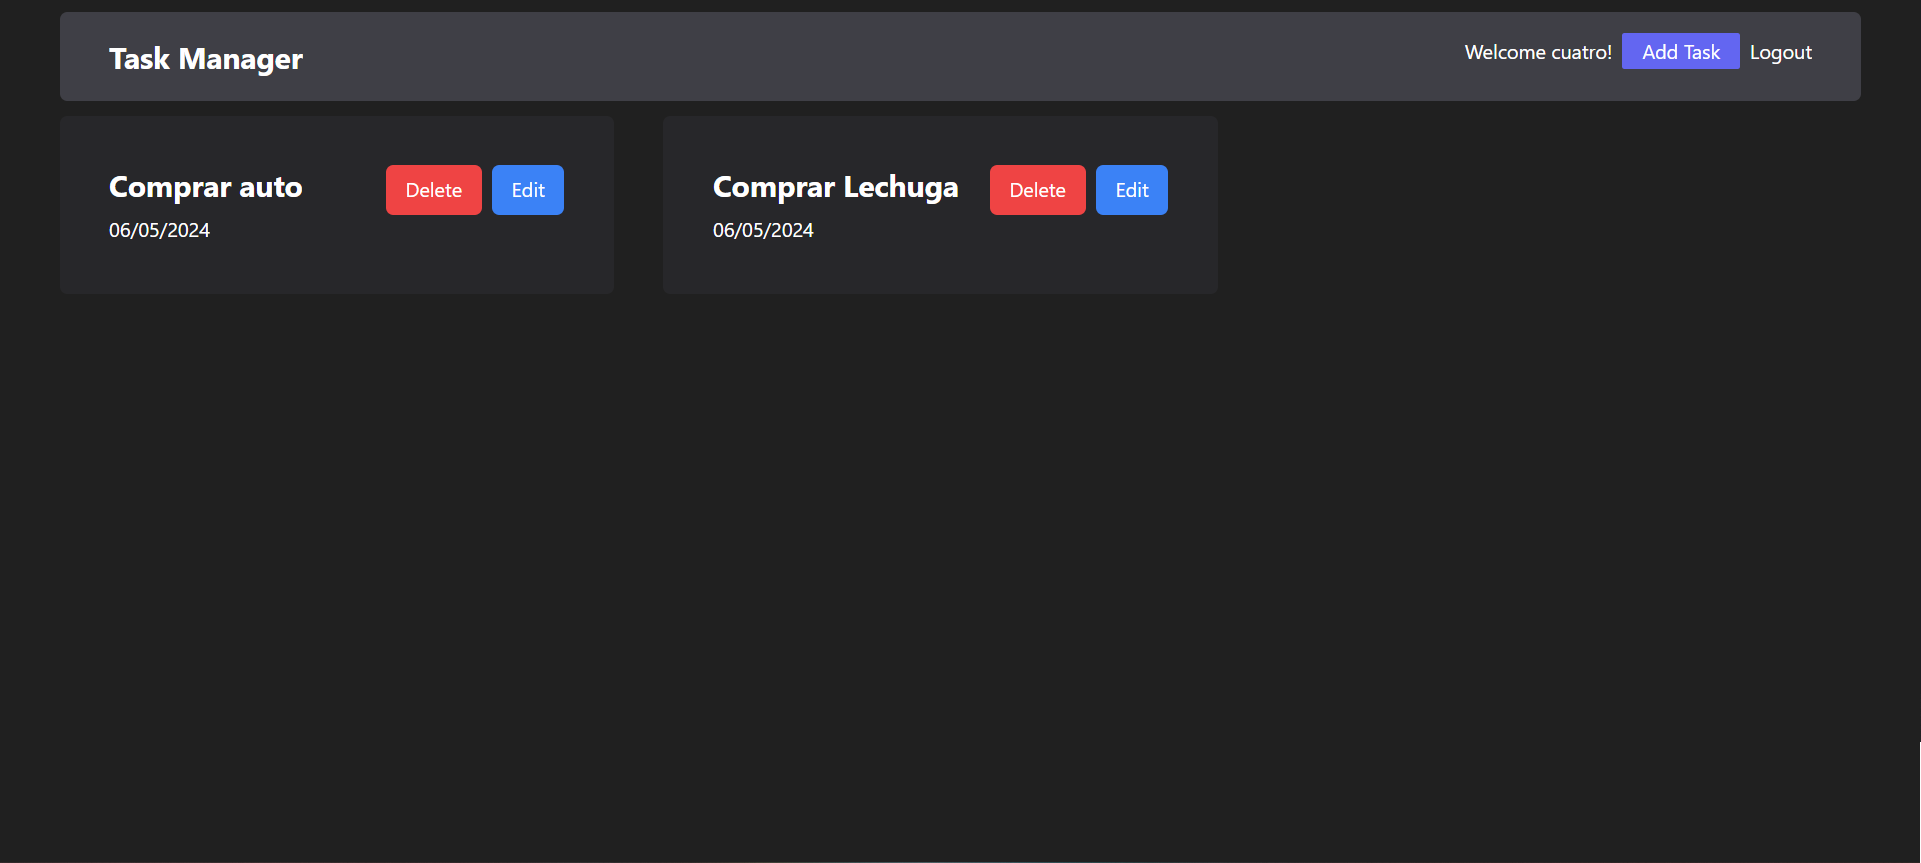 Task Manager
Welcome cuatro! Add Task Logout
Comprar auto
Delete Edit
06/05/2024
Comprar Lechuga
Delete Edit
06/05/2024